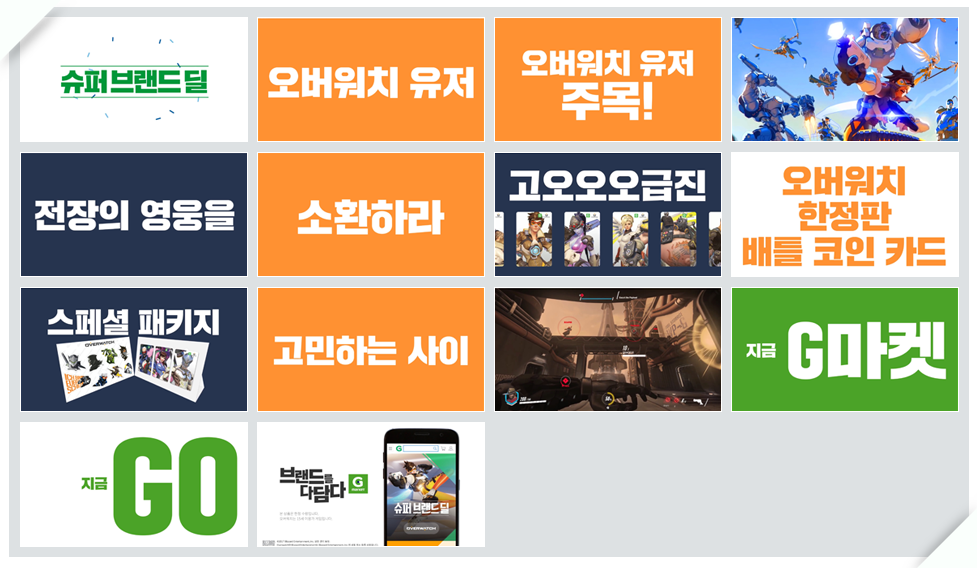 슈퍼브랜드딜
오버워치 유저
오버워치 유저
주목!
전장의 영웅을
소환하라
고오오오급진
오버워치
한정판
배틀 코인 카드
스페셜 패키지
OVERWATCH
고민하는 사이
지금 G마켓
지금 GO
브랜드를
다답다
G
G
슈퍼브랜드딜
OVERWATCH